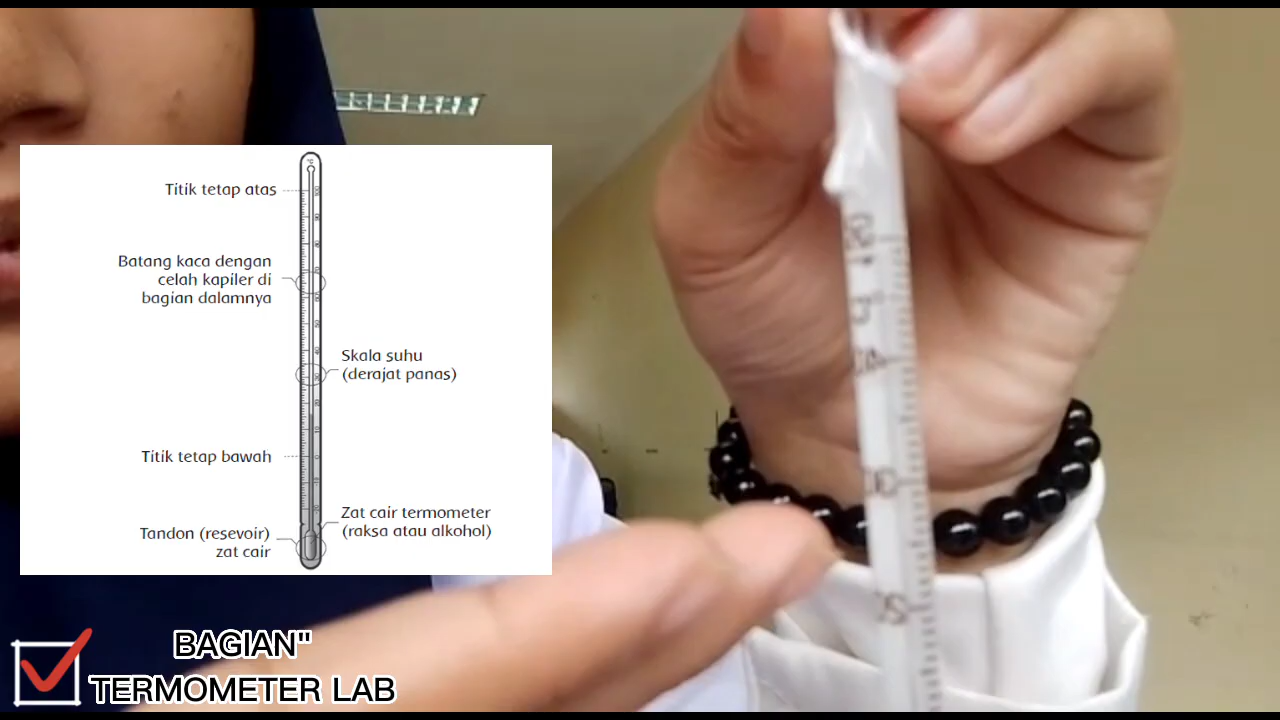 Titik tetap atas
Batang kaca dengan
celah kapiler di
bagian dalamnya
Skala suhu
(derajat panas)
Titik tetap bawah
Zat cair termometer
(raksa atau alkohol)
Tandon (resevoir)
zat cair
BAGIAN"
TERMOMETER LAB